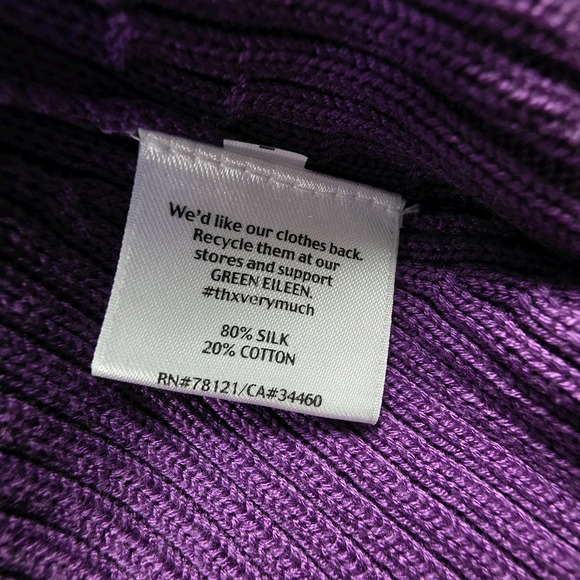 We'd like our clothes back.
Recycle them at our
stores and support
GREEN EILEEN.
#thxverymuch
80% SILK
20% COTTON
RN#78121/CA#34460